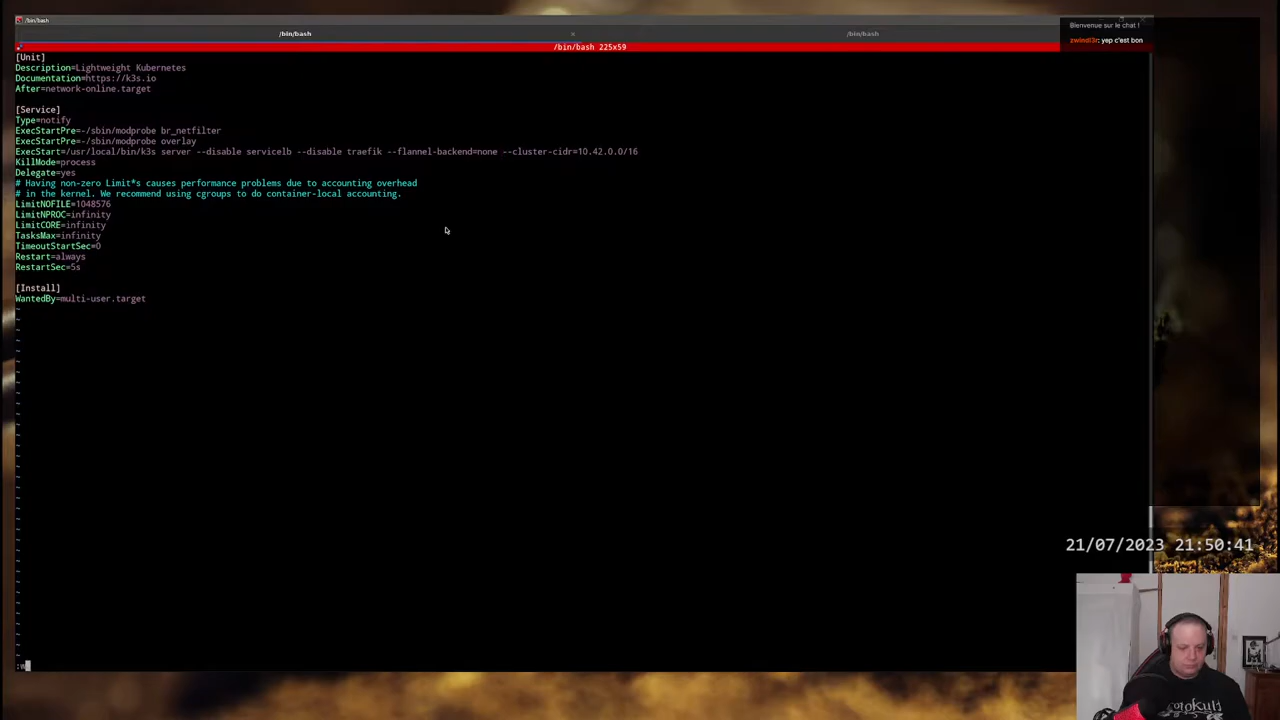 /bin/bash
/bin/bash
/bin/bash
/bin/bash 225x59
Bienvenue sur le chat !
zwindl3r: yep c'est bon
[Unit]
Description=Lightweight Kubernetes
Documentation=https://k3s.io
After=network-online.target
[Service]
Type=notify
ExecStartPre=-/sbin/modprobe br_netfilter
ExecStartPre=-/sbin/modprobe overlay
ExecStart=/usr/local/bin/k3s server --disable servicelb --disable traefik --flannel-backend=none --cluster-cidr=10.42.0.0/16
KillMode=process
Delegate=yes
# Having non-zero Limit*s causes performance problems due to accounting overhead
# in the kernel. We recommend using cgroups to do container-local accounting.
LimitNOFILE=1048576
LimitNPROC=infinity
LimitCORE=infinity
TasksMax=infinity
TimeoutStartSec=0
Restart=always
RestartSec=5s
[Install]
WantedBy=multi-user.target
21/07/2023 21:50:41
:w